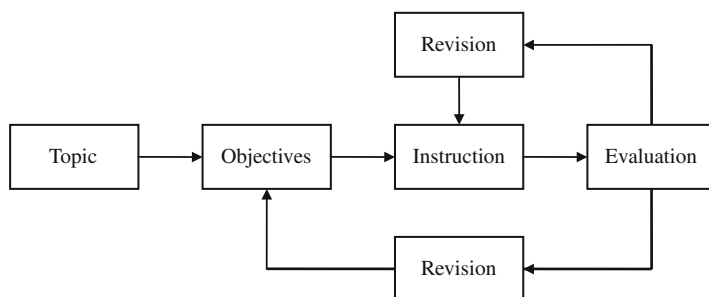 Revision
Topic
Objectives
Instruction
Evaluation
Revision